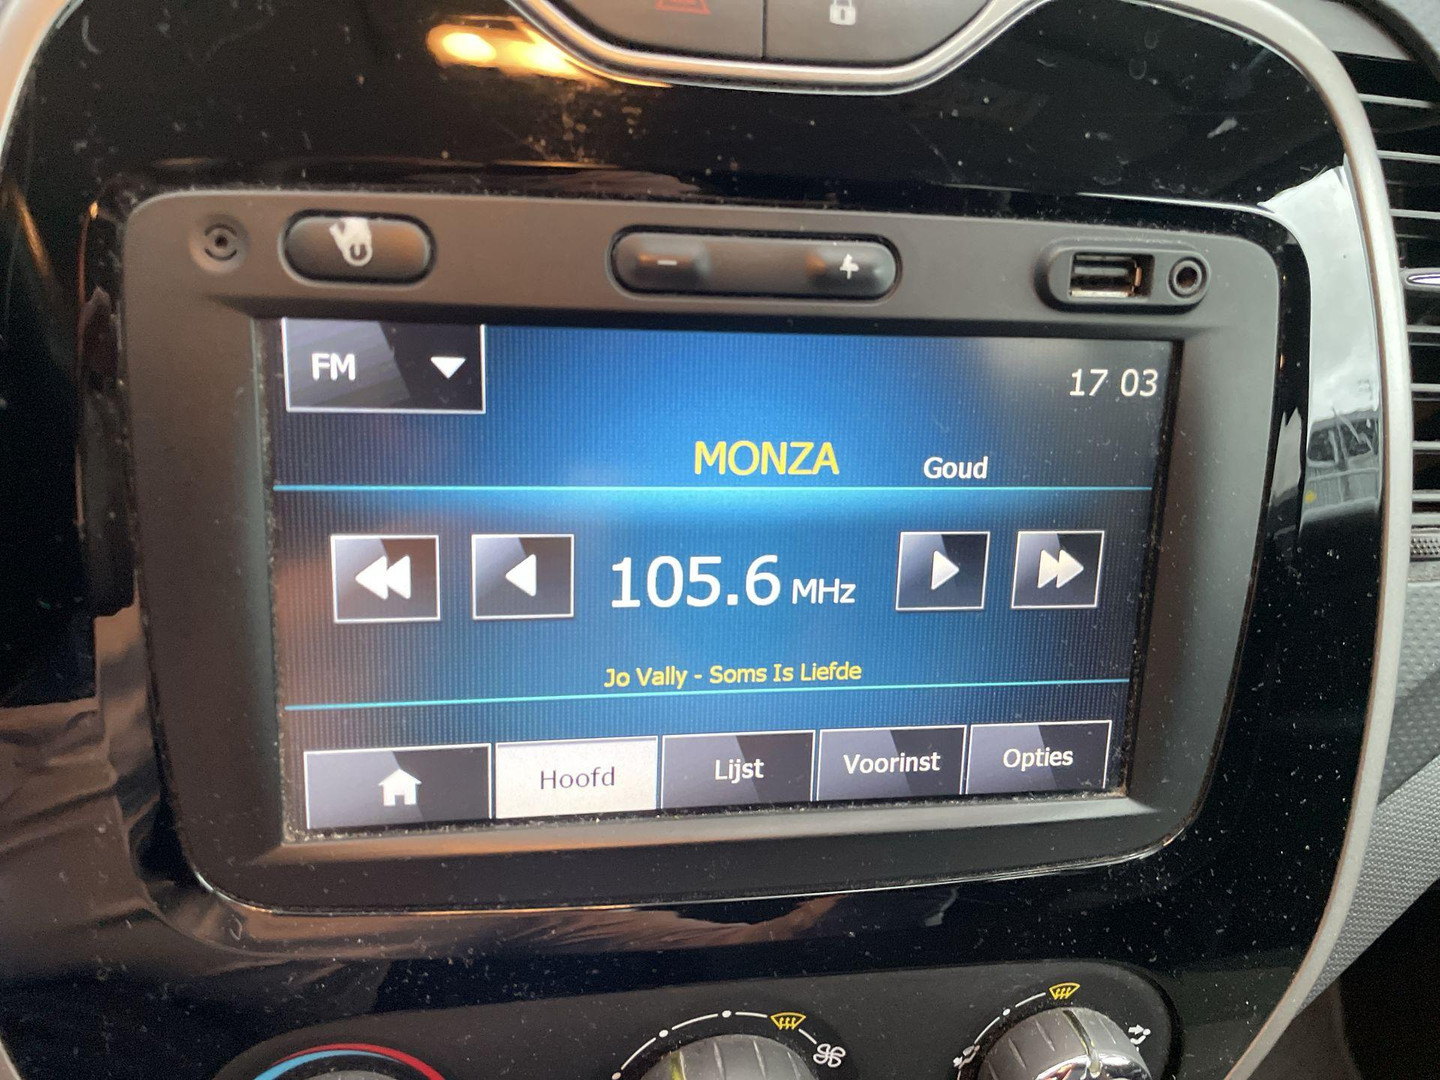 - +
FM
17 03
MONZA Goud
105.6 MHz
Jo Vally - Soms Is Liefde
Hoofd Lijst Voorinst Opties